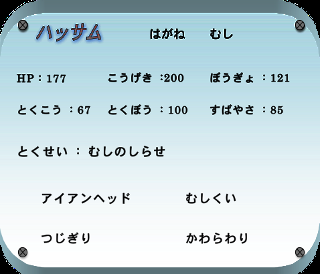 ハッサム はがね むし
HP：177 こうげき：200 ぼうぎょ：121
とくこう：67 とくぼう：100 すばやさ：85
とくせい： むしのしらせ
アイアンヘッド むしくい
つじぎり かわらわり